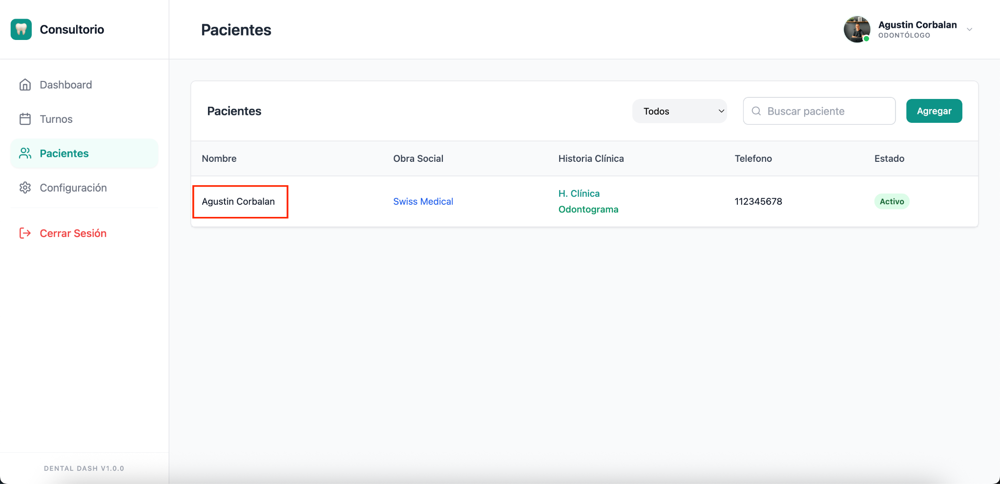 Consultorio
Pacientes
Agustin Corbalan
ODONTÓLOGO
Dashboard
Turnos
Pacientes
Configuración
Cerrar Sesión
Pacientes
Todos
Buscar paciente
Agregar
Nombre Obra Social Historia Clínica Telefono Estado
Agustin Corbalan Swiss Medical H. Clínica 112345678 Activo
Odontograma
DENTAL DASH V1.0.0